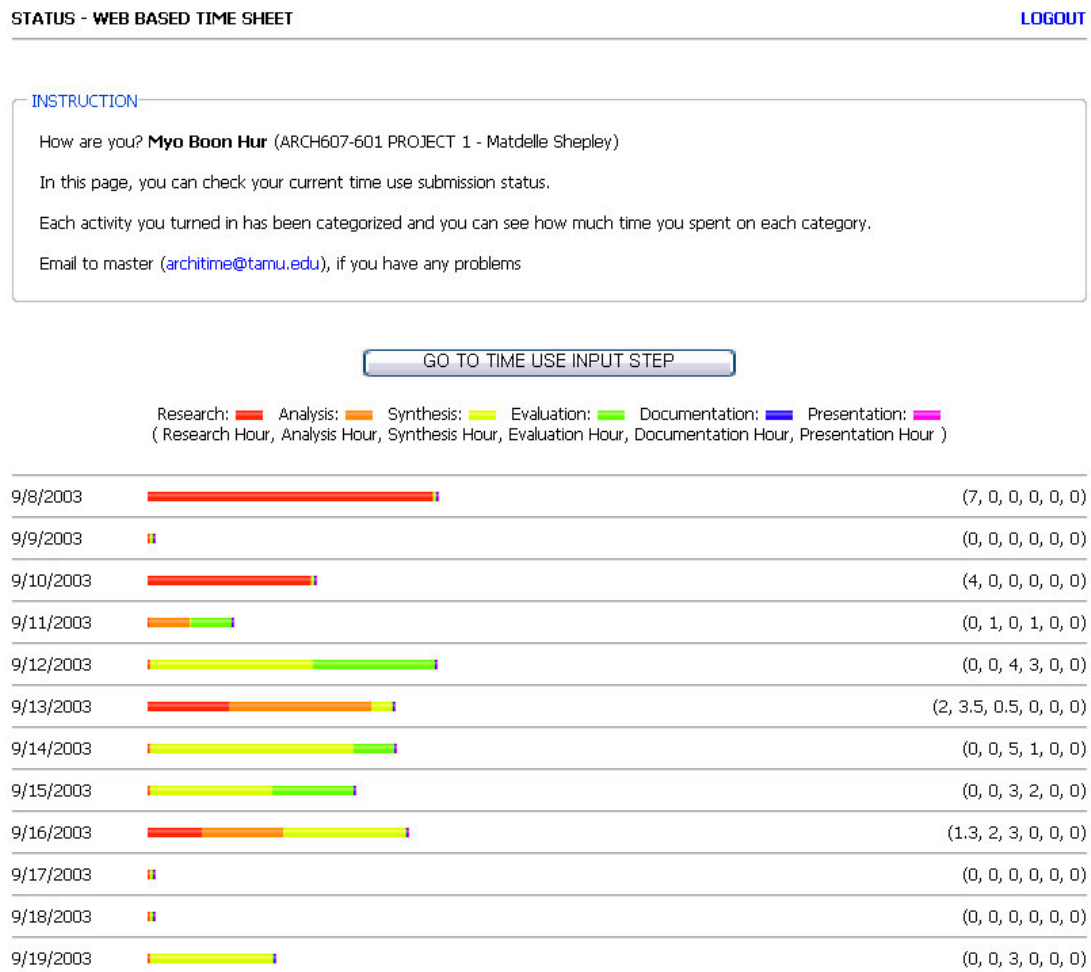 STATUS - WEB BASED TIME SHEET LOGOUT
INSTRUCTION
How are you? Myo Boon Hur (ARCH607-601 PROJECT 1 - Matdelle Shepley)
In this page, you can check your current time use submission status.
Each activity you turned in has been categorized and you can see how much time you spent on each category.
Email to master (architime@tamu.edu), if you have any problems
GO TO TIME USE INPUT STEP
Research: Analysis: Synthesis: Evaluation: Documentation: Presentation:
( Research Hour, Analysis Hour, Synthesis Hour, Evaluation Hour, Documentation Hour, Presentation Hour )
9/8/2003 (7, 0, 0, 0, 0, 0)
9/9/2003 (0, 0, 0, 0, 0, 0)
9/10/2003 (4, 0, 0, 0, 0, 0)
9/11/2003 (0, 1, 0, 1, 0, 0)
9/12/2003 (0, 0, 4, 3, 0, 0)
9/13/2003 (2, 3.5, 0.5, 0, 0, 0)
9/14/2003 (0, 0, 5, 1, 0, 0)
9/15/2003 (0, 0, 3, 2, 0, 0)
9/16/2003 (1.3, 2, 3, 0, 0, 0)
9/17/2003 (0, 0, 0, 0, 0, 0)
9/18/2003 (0, 0, 0, 0, 0, 0)
9/19/2003 (0, 0, 3, 0, 0, 0)